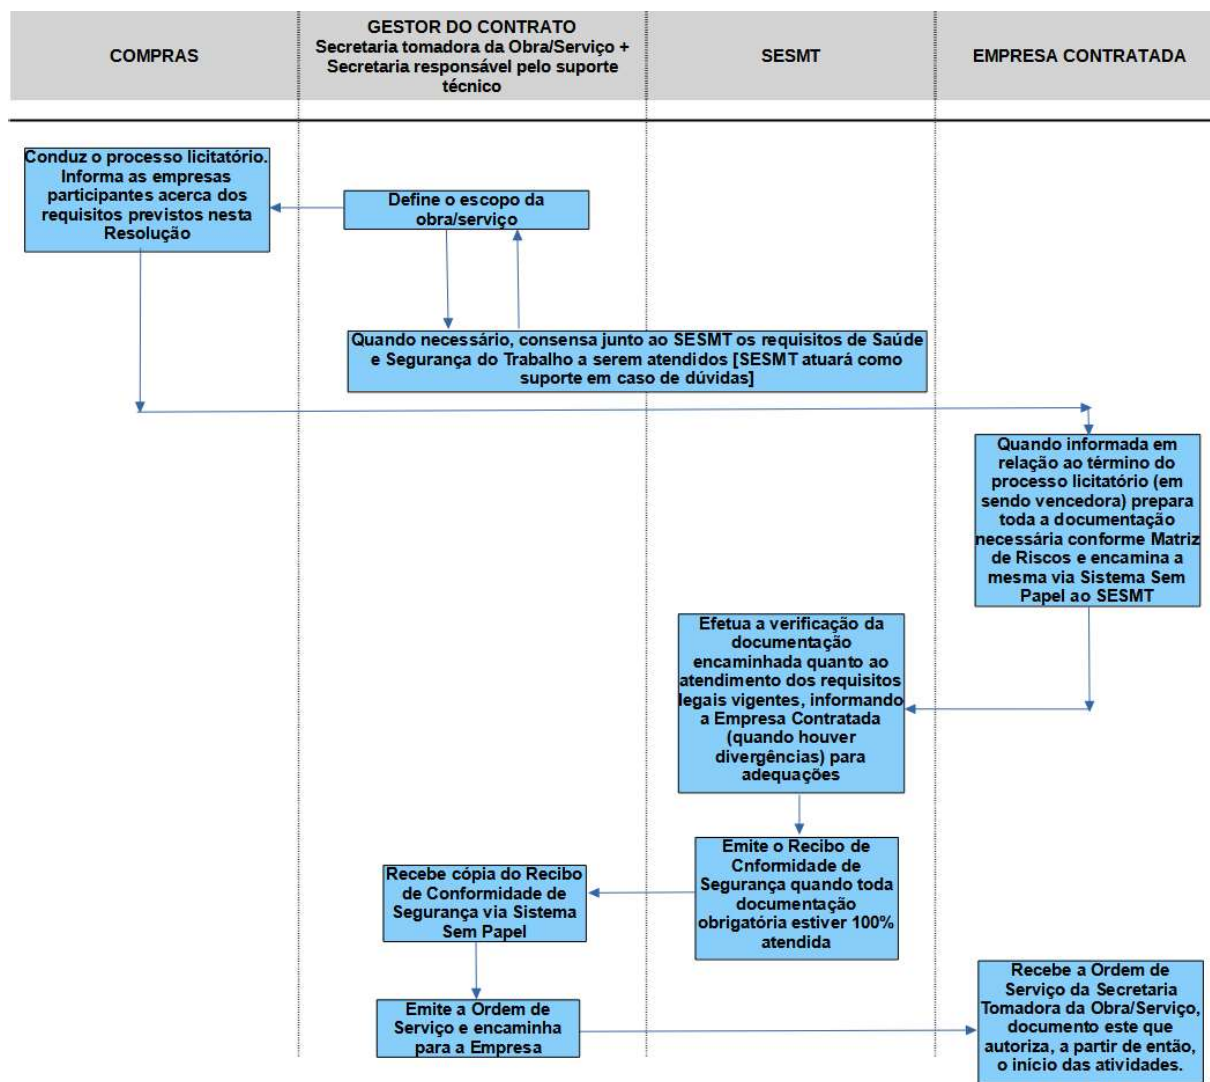 COMPRAS
GESTOR DO CONTRATO
Secretaria tomadora da Obra/Serviço +
Secretaria responsável pelo suporte
técnico
SESMT
EMPRESA CONTRATADA
Conduz o processo licitatório.
Informa as empresas
participantes acerca dos
requisitos previstos nesta
Resolução
Define o escopo da
obra/serviço
Quando necessário, consensa junto ao SESMT os requisitos de Saúde
e Segurança do Trabalho a serem atendidos [SESMT atuará como
suporte em caso de dúvidas]
Quando informada em
relação ao término do
processo licitatório (em
sendo vencedora) prepara
toda a documentação
necessária conforme Matriz
de Riscos e encamina a
mesma via Sistema Sem
Papel ao SESMT
Efetua a verificação da
documentação
encaminhada quanto ao
atendimento dos requisitos
legais vigentes, informando
a Empresa Contratada
(quando houver
divergências) para
adequações
Emite o Recibo de
Cnformidade de
Segurança quando toda
documentação
obrigatória estiver 100%
atendida
Recebe cópia do Recibo
de Conformidade de
Segurança via Sistema
Sem Papel
Emite a Ordem de
Serviço e encaminha
para a Empresa
Recebe a Ordem de
Serviço da Secretaria
Tomadora da Obra/Serviço,
documento este que
autoriza, a partir de então,
o início das atividades.